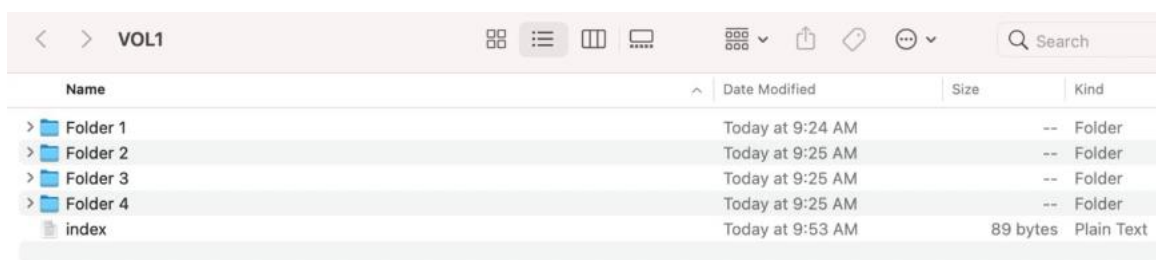 VOL1 Search
Name Date Modified Size Kind
Folder 1 Today at 9:24 AM -- Folder
Folder 2 Today at 9:25 AM -- Folder
Folder 3 Today at 9:25 AM -- Folder
Folder 4 Today at 9:25 AM -- Folder
index Today at 9:53 AM 89 bytes Plain Text